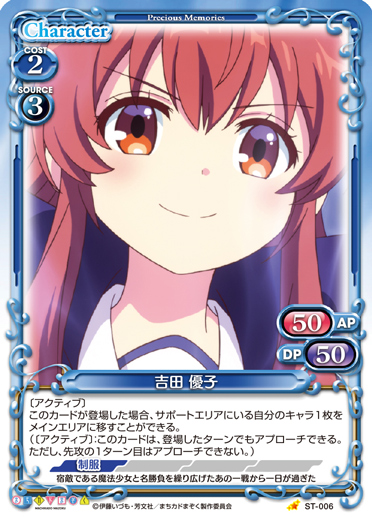 Precious Memories
Character
COST
2
SOURCE
3
50 AP
DP 50
吉田 優子
［アクティブ］
このカードが登場した場合、サポートエリアにいる自分のキャラ1枚を
メインエリアに移すことができる。
（［アクティブ］：このカードは、登場したターンでもアプローチできる。
ただし、先攻の1ターン目はアプローチできない。）
制服
宿敵である魔法少女と名勝負を繰り広げたあの一戦から一日が過ぎた
©伊藤いづも・芳文社／まちカドまぞく製作委員会
ST-006